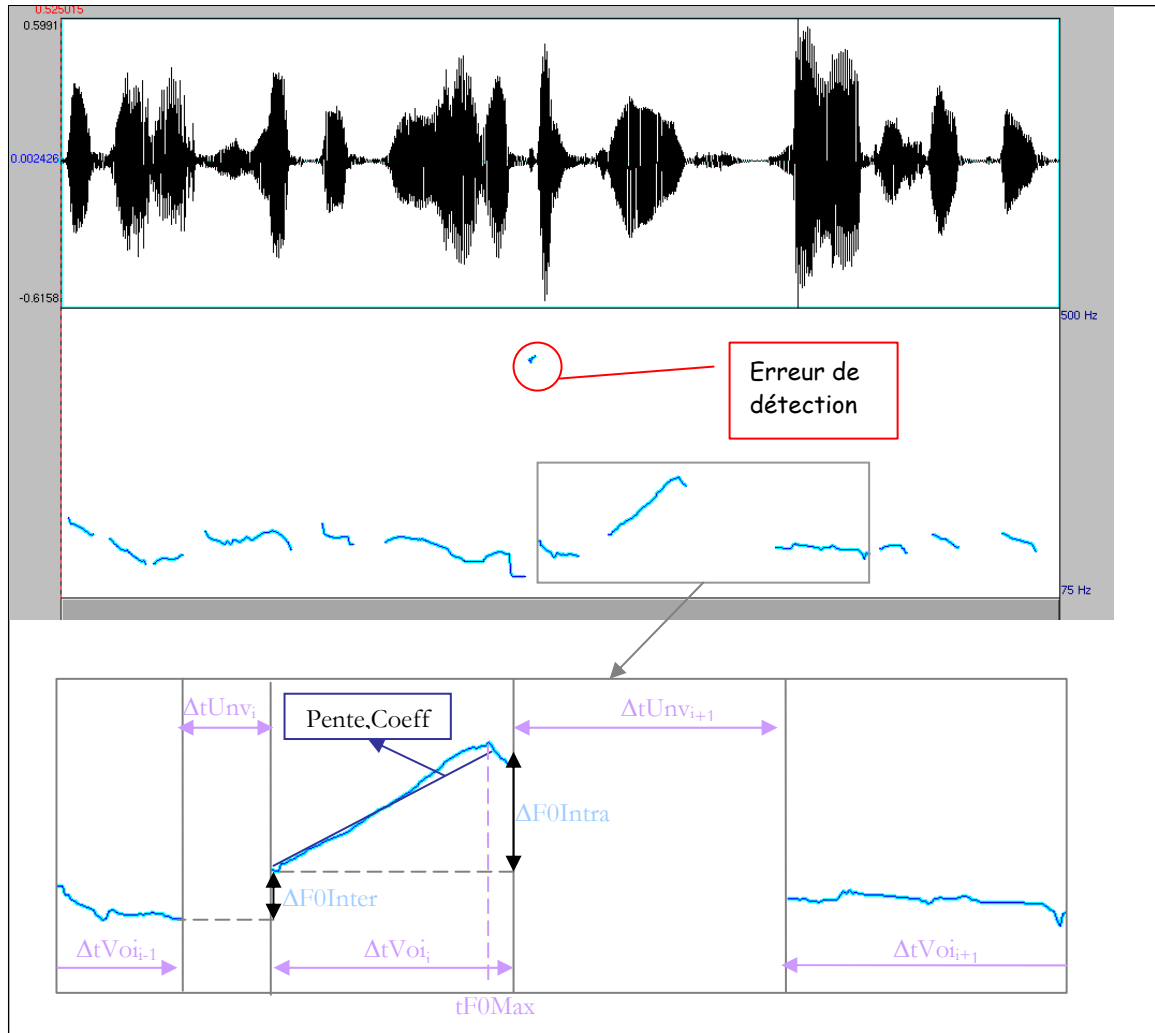 0.525015
0.5991
0.002426
-0.6158
500 Hz
Erreur de
détection
75 Hz
ΔtUnvᵢ
Pente,Coeff
ΔtUnvᵢ₊₁
ΔF0Intra
ΔF0Inter
ΔtVoiᵢ₋₁
ΔtVoiᵢ
ΔtVoiᵢ₊₁
tF0Max